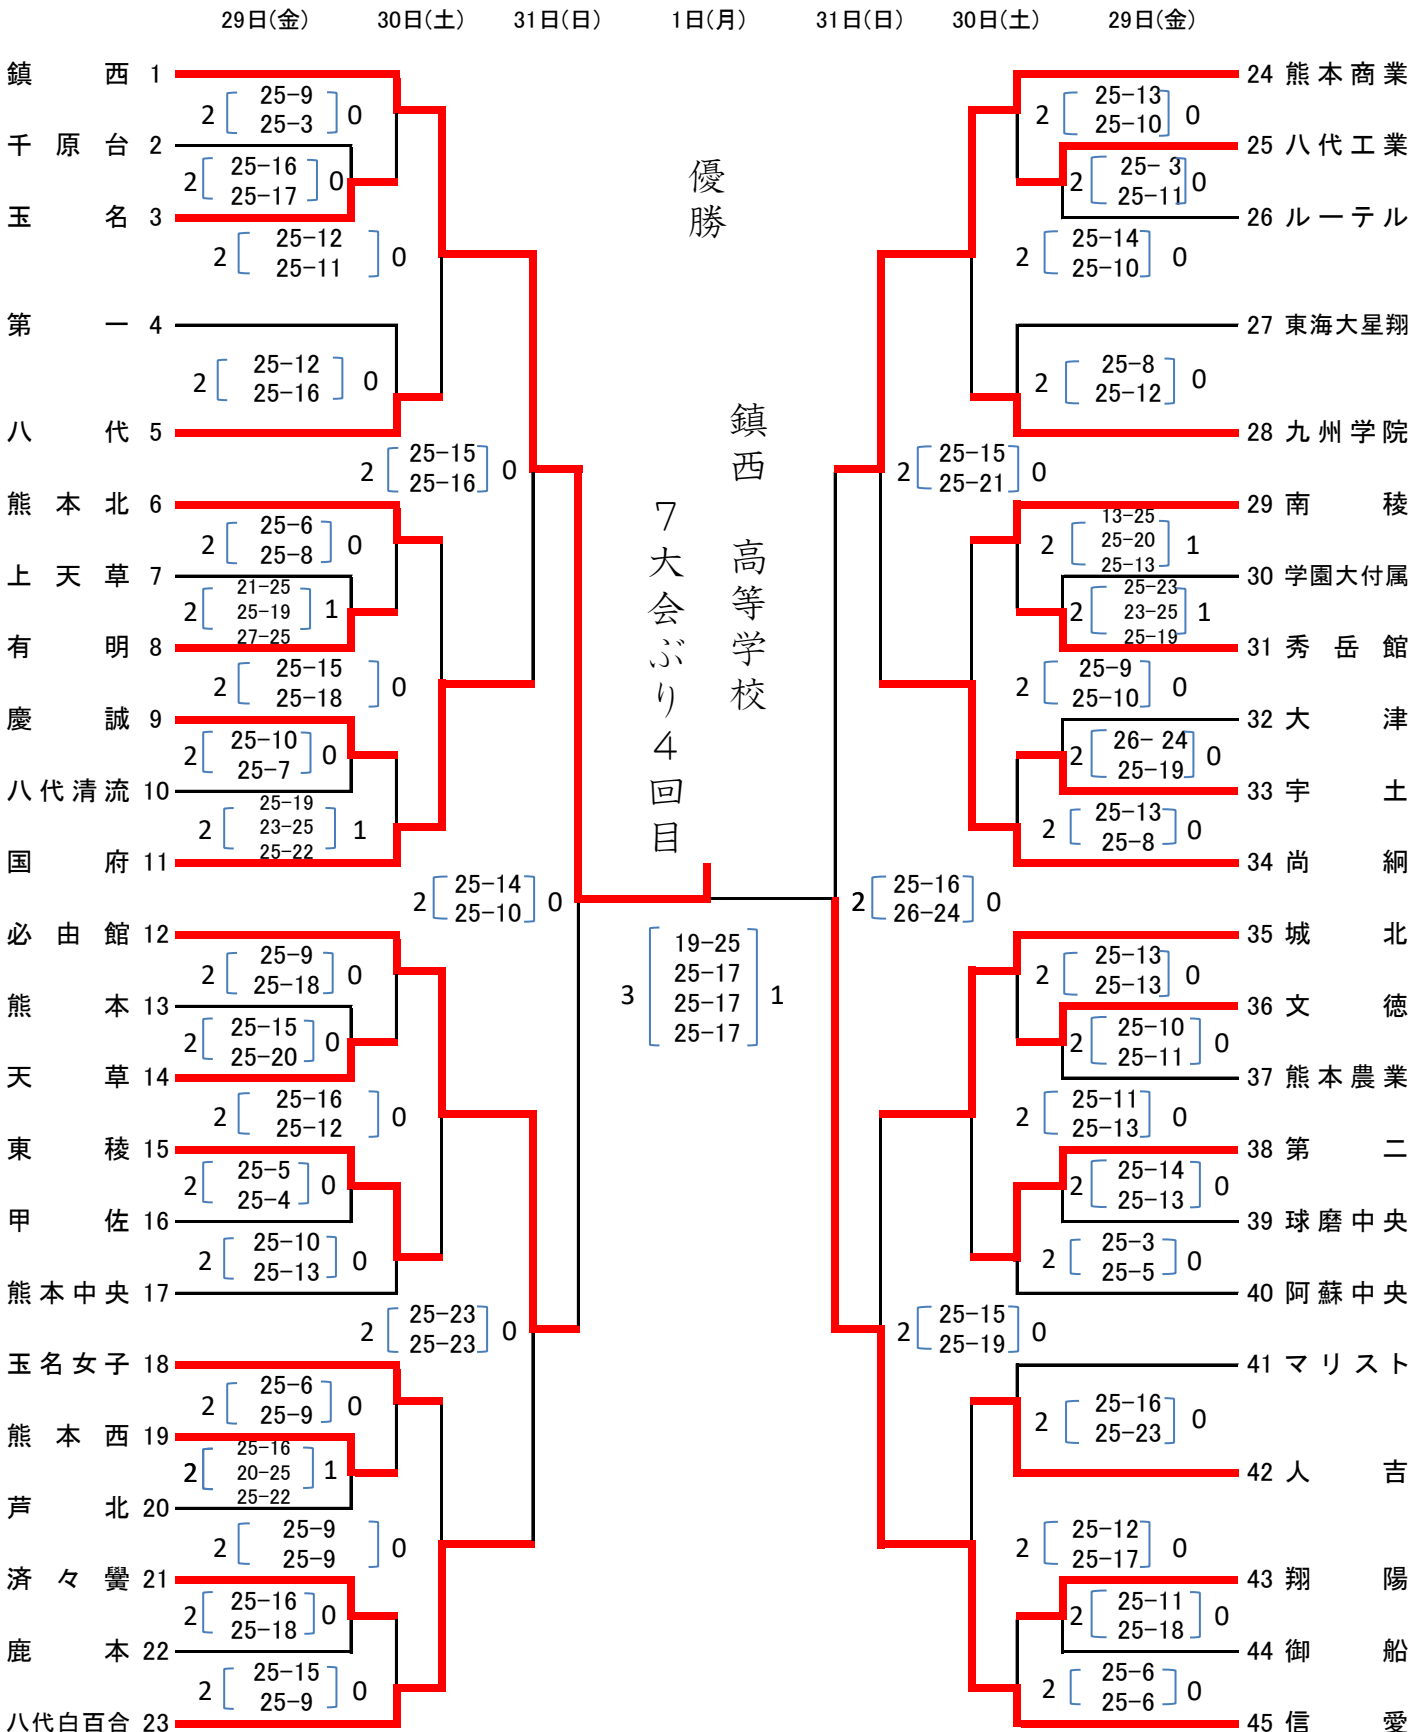 29日(金) 30日(土) 31日(日) 1日(月) 31日(日) 30日(土) 29日(金)
鎮西 1
2 25-9 0
25-3
千原台 2
2 25-16 0
25-17
玉名 3
2 25-12 0
25-11
第一 4
2 25-12 0
25-16
八代 5
2 25-15 0
25-16
熊本北 6
2 25-6 0
25-8
上天草 7
21-25
2 25-19 1
27-25
有明 8
2 25-15 0
25-18
慶誠 9
2 25-10 0
25-7
八代清流 10
25-19
2 23-25 1
25-22
国府 11
2 25-14 0
25-10
必由館 12
2 25-9 0
25-18
熊本 13
2 25-15 0
25-20
天草 14
2 25-16 0
25-12
東稜 15
2 25-5 0
25-4
甲佐 16
2 25-10 0
25-13
熊本中央 17
2 25-23 0
25-23
玉名女子 18
2 25-6 0
25-9
熊本西 19
25-16
2 20-25 1
25-22
芦北 20
2 25-9 0
25-9
済々黌 21
2 25-16 0
25-18
鹿本 22
2 25-15 0
25-9
八代白百合 23
優勝
鎮西高等学校
7大会ぶり4回目
19-25
25-17
3 25-17 1
25-17
24 熊本商業
2 25-13 0
25-10
25 八代工業
2 25- 3 0
25-11
26 ルーテル
2 25-14 0
25-10
27 東海大星翔
2 25-8 0
25-12
28 九州学院
2 25-15 0
25-21
29 南稜
13-25
2 25-20 1
25-13
30 学園大付属
25-23
2 23-25 1
25-19
31 秀岳館
2 25-9 0
25-10
32 大津
2 26- 24 0
25-19
33 宇土
2 25-13 0
25-8
34 尚絅
2 25-16 0
26-24
35 城北
2 25-13 0
25-13
36 文徳
2 25-10 0
25-11
37 熊本農業
2 25-11 0
25-13
38 第二
2 25-14 0
25-13
39 球磨中央
2 25-3 0
25-5
40 阿蘇中央
2 25-15 0
25-19
41 マリスト
2 25-16 0
25-23
42 人吉
2 25-12 0
25-17
43 翔陽
2 25-11 0
25-18
44 御船
2 25-6 0
25-6
45 信愛